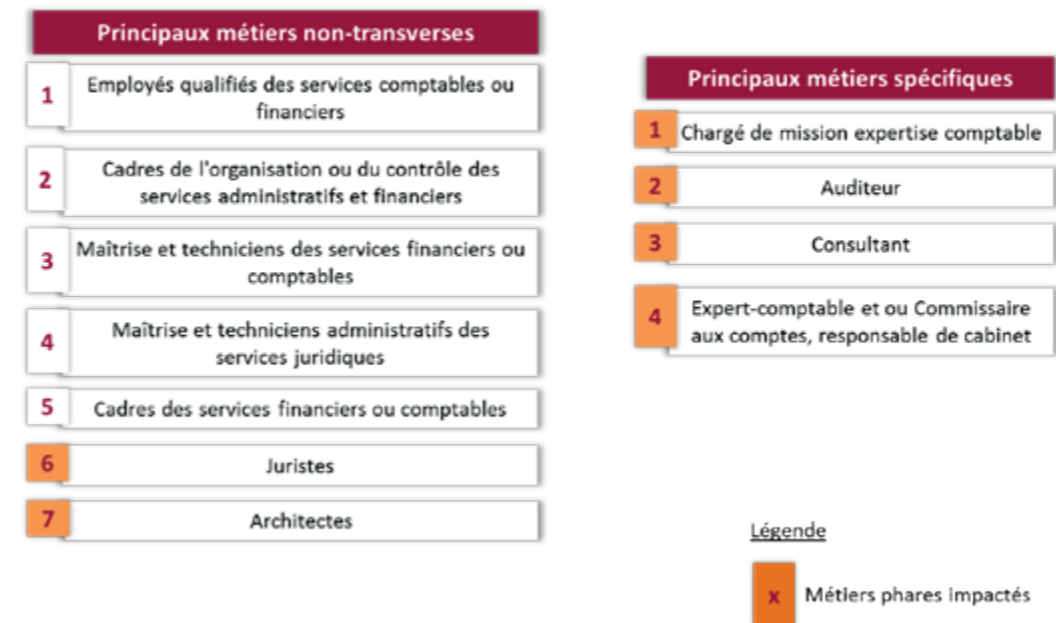 Principaux métiers non-transverses
1
Employés qualifiés des services comptables ou
financiers
2
Cadres de l'organisation ou du contrôle des
services administratifs et financiers
3
Maîtrise et techniciens des services financiers ou
comptables
4
Maîtrise et techniciens administratifs des
services juridiques
5
Cadres des services financiers ou comptables
6
Juristes
7
Architectes
Principaux métiers spécifiques
1
Chargé de mission expertise comptable
2
Auditeur
3
Consultant
4
Expert-comptable et ou Commissaire
aux comptes, responsable de cabinet
Légende
x
Métiers phares impactés